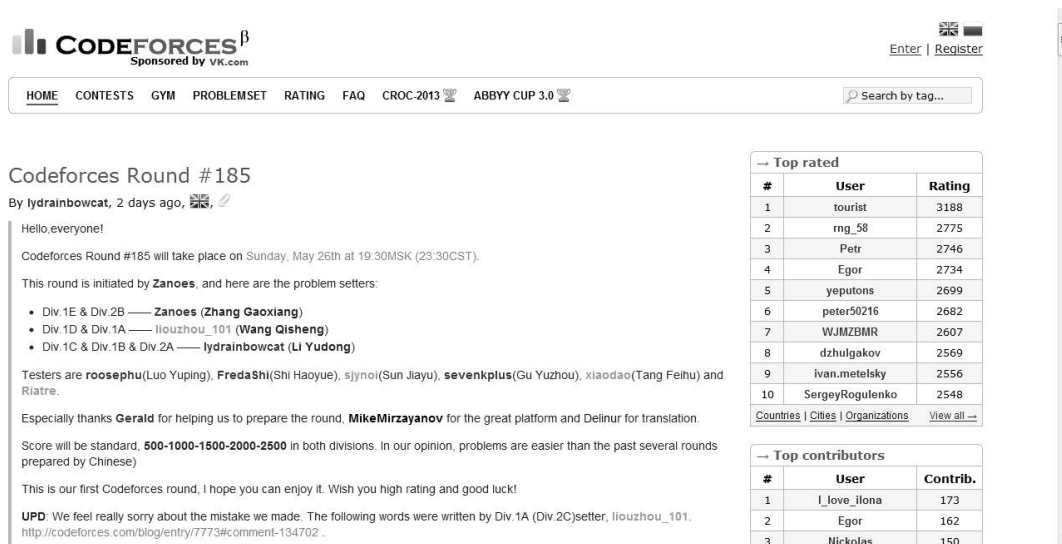 CODEFORCES β
Sponsored by VK.com
Enter | Register
HOME CONTESTS GYM PROBLEMSET RATING FAQ CROC-2013 ABBYY CUP 3.0
Search by tag...
Codeforces Round #185
By lydrainbowcat, 2 days ago, ,
Hello,everyone!
Codeforces Round #185 will take place on Sunday, May 26th at 19:30MSK (23:30CST).
This round is initiated by Zanoes, and here are the problem setters:
• Div.1E & Div.2B —— Zanoes (Zhang Gaoxiang)
• Div.1D & Div.1A —— liouzhou_101 (Wang Qisheng)
• Div.1C & Div.1B & Div.2A —— lydrainbowcat (Li Yudong)
Testers are roosephu(Luo Yuping), FredaShi(Shi Haoyue), sjynoi(Sun Jiayu), sevenkplus(Gu Yuzhou), xiaodao(Tang Feihu) and
Riatre.
Especially thanks Gerald for helping us to prepare the round, MikeMirzayanov for the great platform and Delinur for translation.
Score will be standard, 500-1000-1500-2000-2500 in both divisions. In our opinion, problems are easier than the past several rounds
prepared by Chinese)
This is our first Codeforces round, I hope you can enjoy it. Wish you high rating and good luck!
UPD: We feel really sorry about the mistake we made. The following words were written by Div.1A (Div.2C)setter, liouzhou_101.
http://codeforces.com/blog/entry/7773#comment-134702 .
→ Top rated
# User Rating
1 tourist 3188
2 rng_58 2775
3 Petr 2746
4 Egor 2734
5 yeputons 2699
6 peter50216 2682
7 WJMZBMR 2607
8 dzhulgakov 2569
9 ivan.metelsky 2556
10 SergeyRogulenko 2548
Countries | Cities | Organizations View all →
→ Top contributors
# User Contrib.
1 I_love_ilona 173
2 Egor 162
3 Nickolas 150